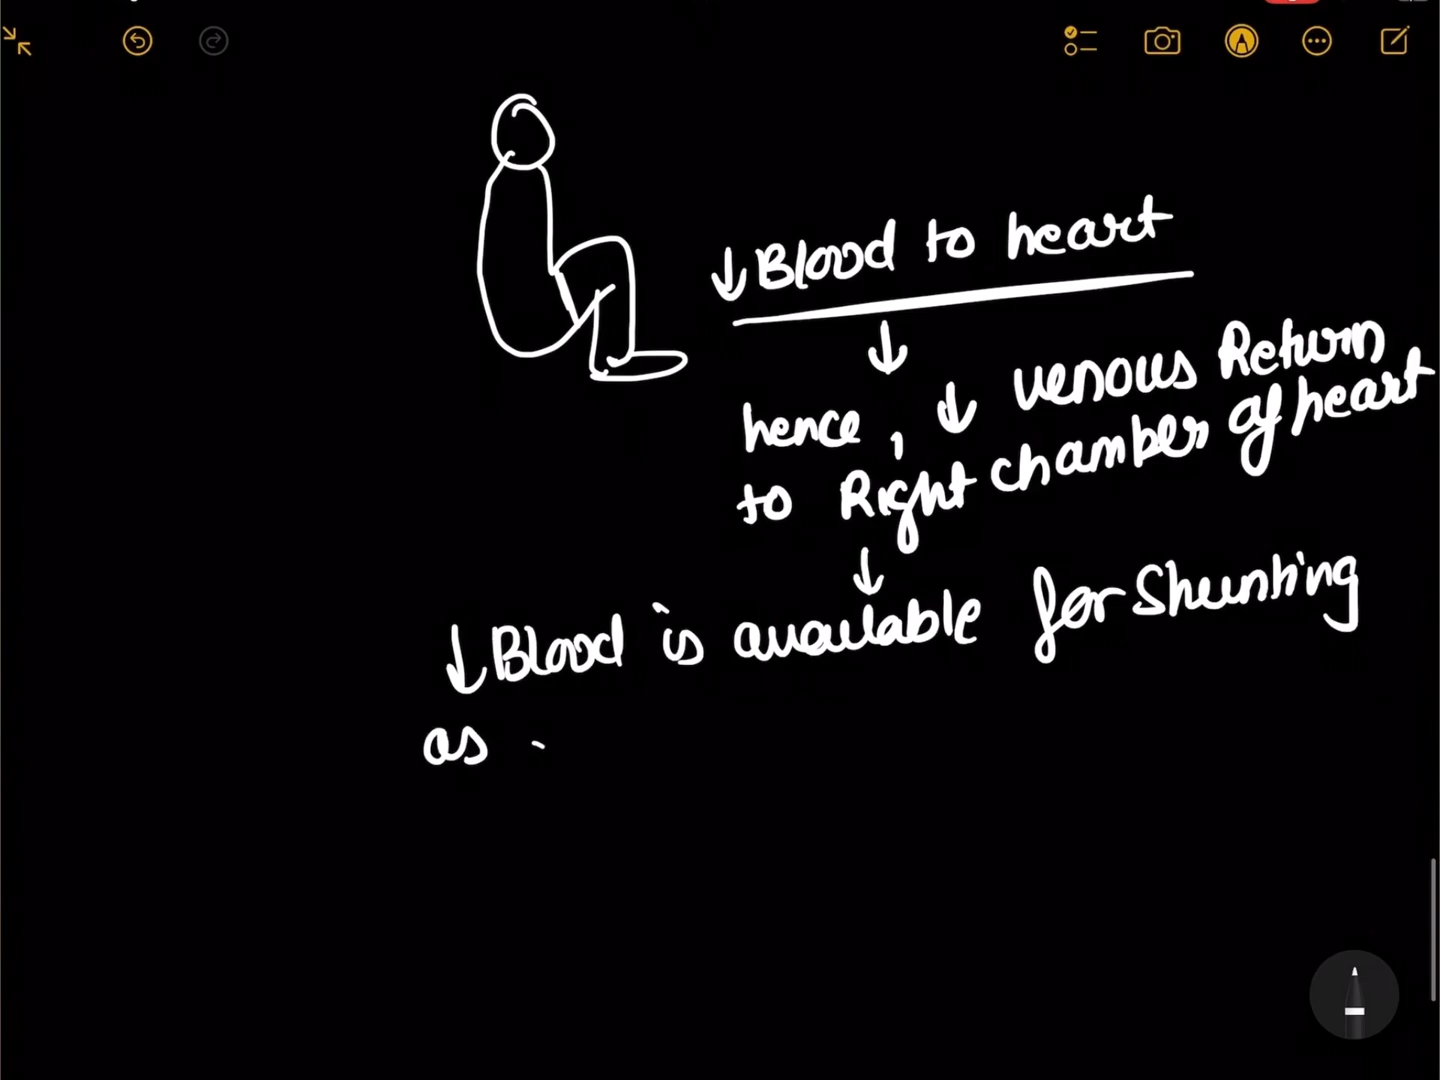 ↓ Blood to heart
↓
hence, ↓ venous Return
to Right chamber of heart
↓
↓ Blood is available for Shunting
as